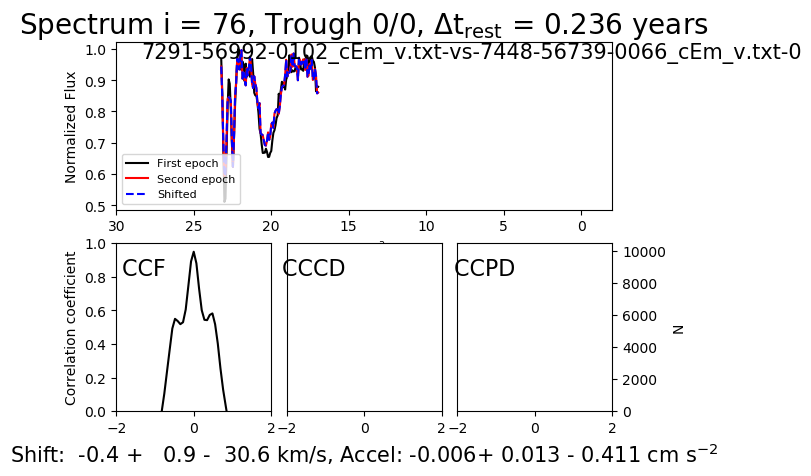 Spectrum i = 76, Trough 0/0, Δt_rest = 0.236 years
7291-56992-0102_cEm_v.txt-vs-7448-56739-0066_cEm_v.txt-0
Normalized Flux
1.0
0.9
0.8
0.7
0.6
0.5
First epoch
Second epoch
Shifted
30 25 20 15 10 5 0
Correlation coefficient
1.0
0.8
0.6
0.4
0.2
0.0
CCF
CCCD
CCPD
10000
8000
6000
4000
2000
0
N
−2 0 2
−2 0 2
−2 0 2
Shift: -0.4 + 0.9 - 30.6 km/s, Accel: -0.006+ 0.013 - 0.411 cm s⁻²